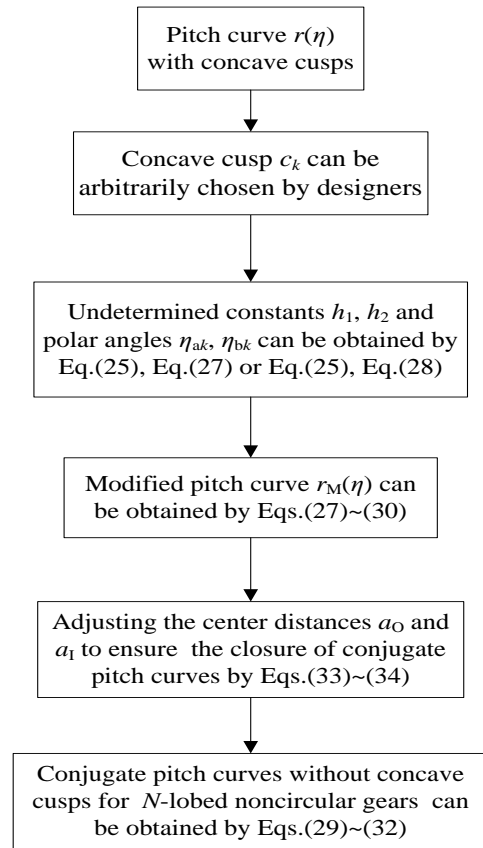 Pitch curve r(η)
with concave cusps
Concave cusp cₖ can be
arbitrarily chosen by designers
Undetermined constants h₁, h₂ and
polar angles ηₐₖ, η_bk can be obtained by
Eq.(25), Eq.(27) or Eq.(25), Eq.(28)
Modified pitch curve r_M(η) can
be obtained by Eqs.(27)~(30)
Adjusting the center distances a_O and
a_I to ensure the closure of conjugate
pitch curves by Eqs.(33)~(34)
Conjugate pitch curves without concave
cusps for N-lobed noncircular gears can
be obtained by Eqs.(29)~(32)